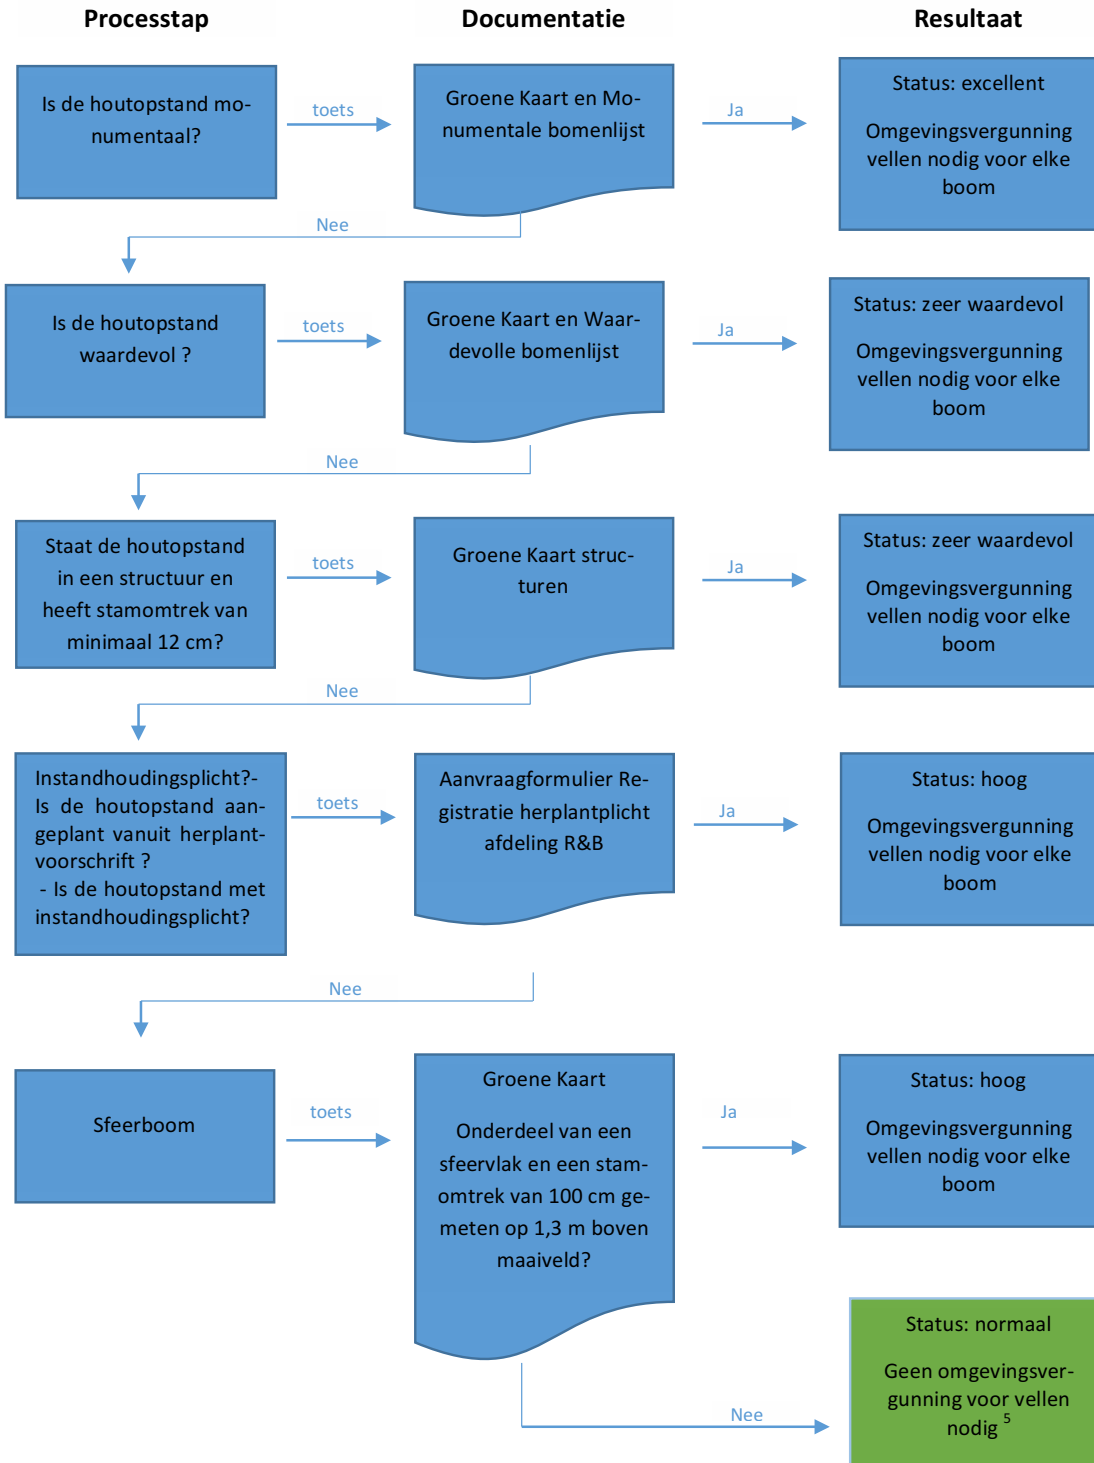 Processtap
Documentatie
Resultaat
Is de houtopstand mo-
numentaal?
toets
Groene Kaart en Mo-
numentale bomenlijst
Ja
Status: excellent
Omgevingsvergunning
vellen nodig voor elke
boom
Nee
Is de houtopstand
waardevol ?
toets
Groene Kaart en Waar-
devolle bomenlijst
Ja
Status: zeer waardevol
Omgevingsvergunning
vellen nodig voor elke
boom
Nee
Staat de houtopstand
in een structuur en
heeft stamomtrek van
minimaal 12 cm?
toets
Groene Kaart struc-
turen
Ja
Status: zeer waardevol
Omgevingsvergunning
vellen nodig voor elke
boom
Nee
Instandhoudingsplicht?-
Is de houtopstand aan-
geplant vanuit herplant-
voorschrift ?
- Is de houtopstand met
instandhoudingsplicht?
toets
Aanvraagformulier Re-
gistratie herplantplicht
afdeling R&B
Ja
Status: hoog
Omgevingsvergunning
vellen nodig voor elke
boom
Nee
Sfeerboom
toets
Groene Kaart
Onderdeel van een
sfeervlak en een stam-
omtrek van 100 cm ge-
meten op 1,3 m boven
maaiveld?
Ja
Status: hoog
Omgevingsvergunning
vellen nodig voor elke
boom
Nee
Status: normaal
Geen omgevingsver-
gunning voor vellen
nodig 5